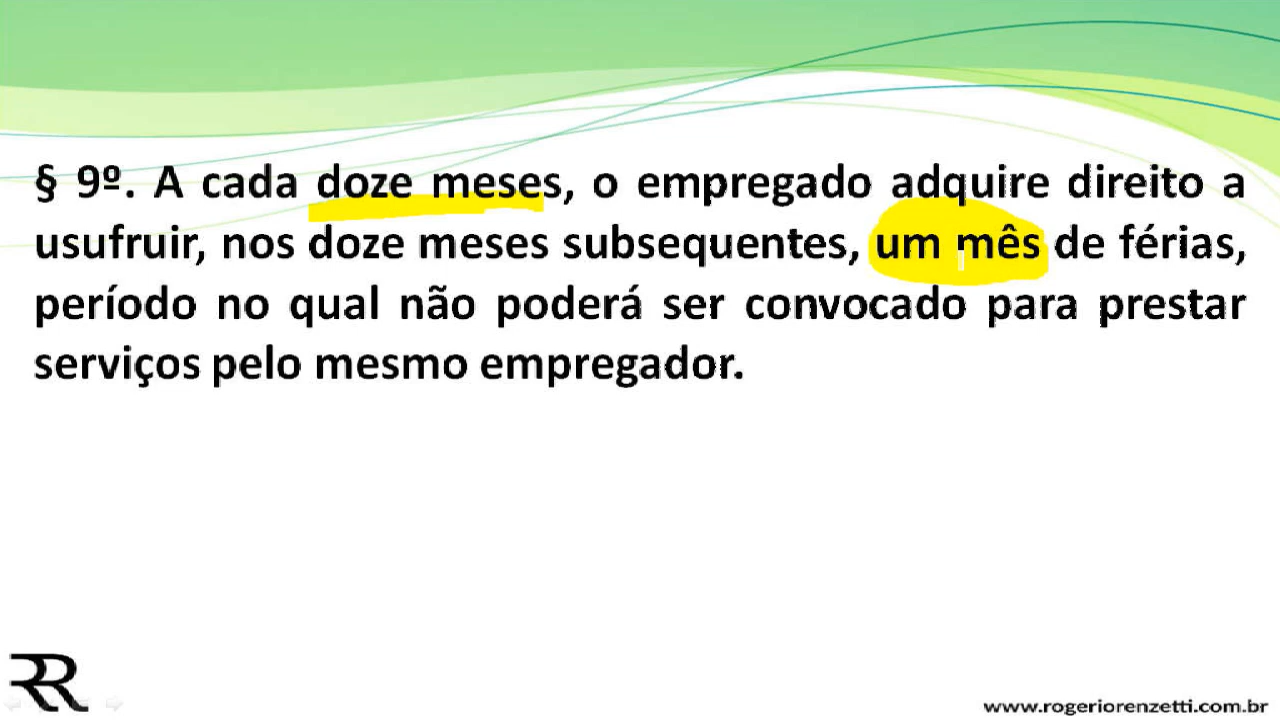 § 9º. A cada doze meses, o empregado adquire direito a
usufruir, nos doze meses subsequentes, um mês de férias,
período no qual não poderá ser convocado para prestar
serviços pelo mesmo empregador.
RR
www.rogeriorenzetti.com.br